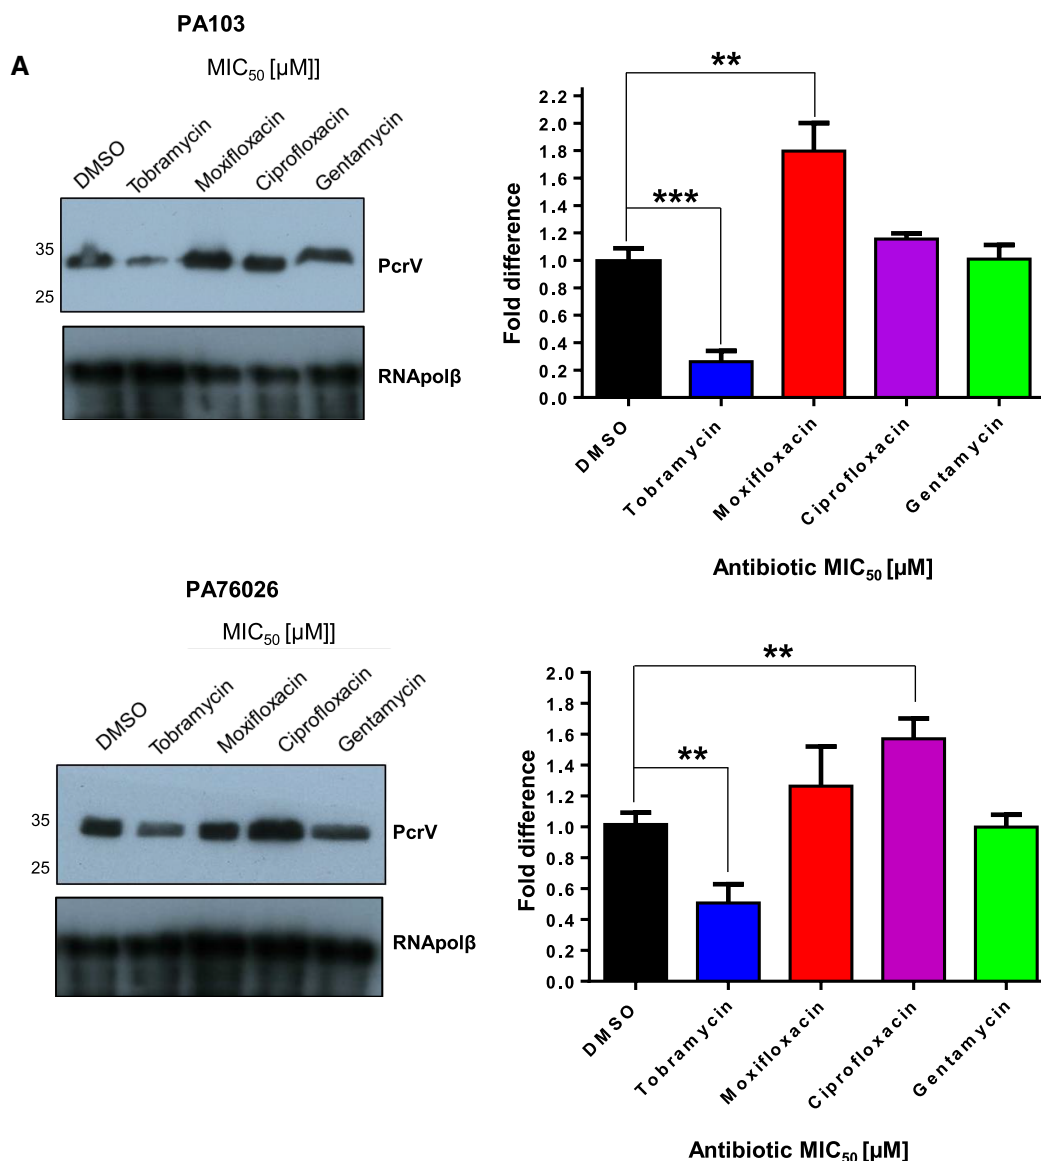 PA103
A
MIC50 [µM]]
DMSO
Tobramycin
Moxifloxacin
Ciprofloxacin
Gentamycin
35
25
PcrV
RNApolβ
**
***
Fold difference
2.2
2.0
1.8
1.6
1.4
1.2
1.0
0.8
0.6
0.4
0.2
0.0
DMSO
Tobramycin
Moxifloxacin
Ciprofloxacin
Gentamycin
Antibiotic MIC50 [µM]
PA76026
MIC50 [µM]]
DMSO
Tobramycin
Moxifloxacin
Ciprofloxacin
Gentamycin
35
25
PcrV
RNApolβ
**
**
Fold difference
2.0
1.8
1.6
1.4
1.2
1.0
0.8
0.6
0.4
0.2
0.0
DMSO
Tobramycin
Moxifloxacin
Ciprofloxacin
Gentamycin
Antibiotic MIC50 [µM]